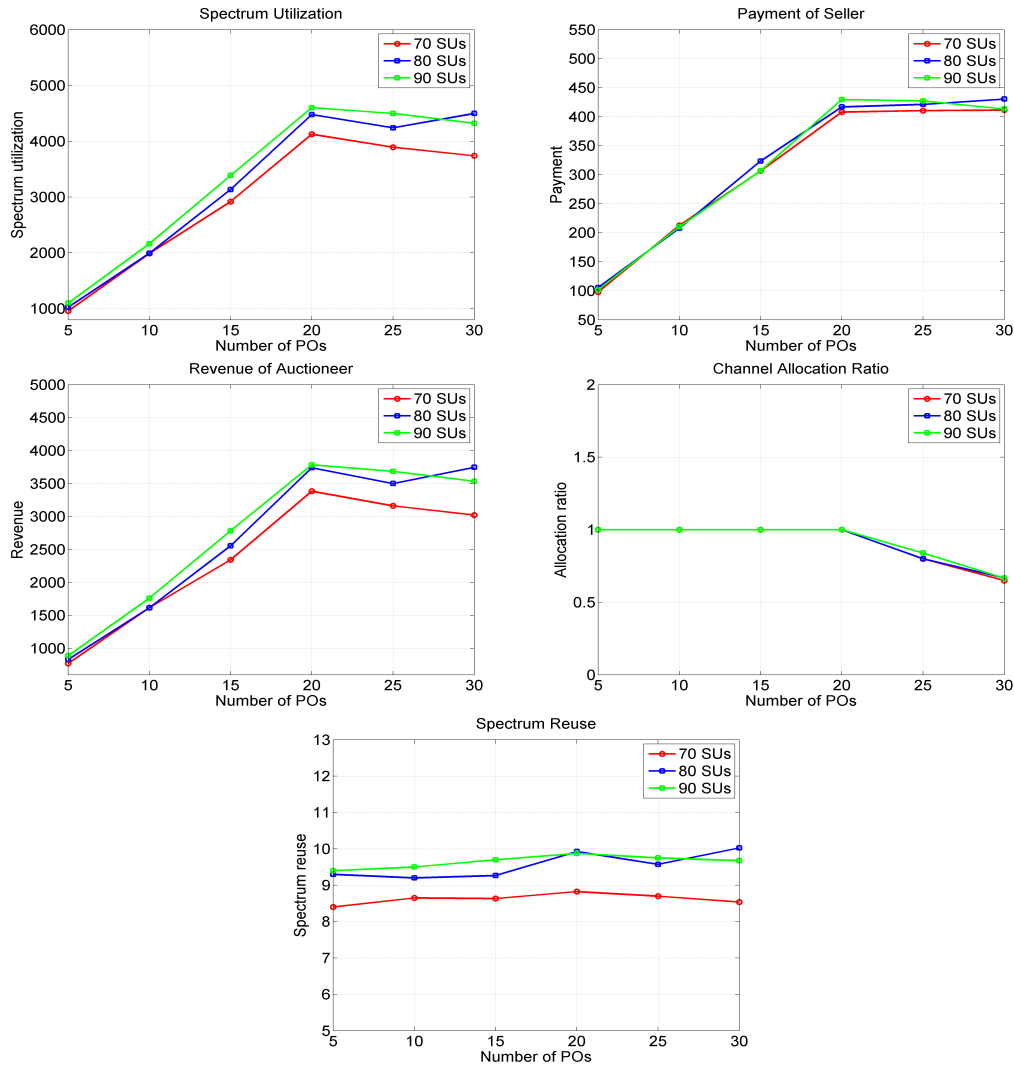 Spectrum Utilization
6000
5000
4000
3000
2000
1000
5 10 15 20 25 30
Spectrum utilization
Number of POs
70 SUs
80 SUs
90 SUs
Payment of Seller
550
500
450
400
350
300
250
200
150
100
50
5 10 15 20 25 30
Payment
Number of POs
70 SUs
80 SUs
90 SUs
Revenue of Auctioneer
5000
4500
4000
3500
3000
2500
2000
1500
1000
5 10 15 20 25 30
Revenue
Number of POs
70 SUs
80 SUs
90 SUs
Channel Allocation Ratio
2
1.5
1
0.5
0
5 10 15 20 25 30
Allocation ratio
Number of POs
70 SUs
80 SUs
90 SUs
Spectrum Reuse
13
12
11
10
9
8
7
6
5
5 10 15 20 25 30
Spectrum reuse
Number of POs
70 SUs
80 SUs
90 SUs